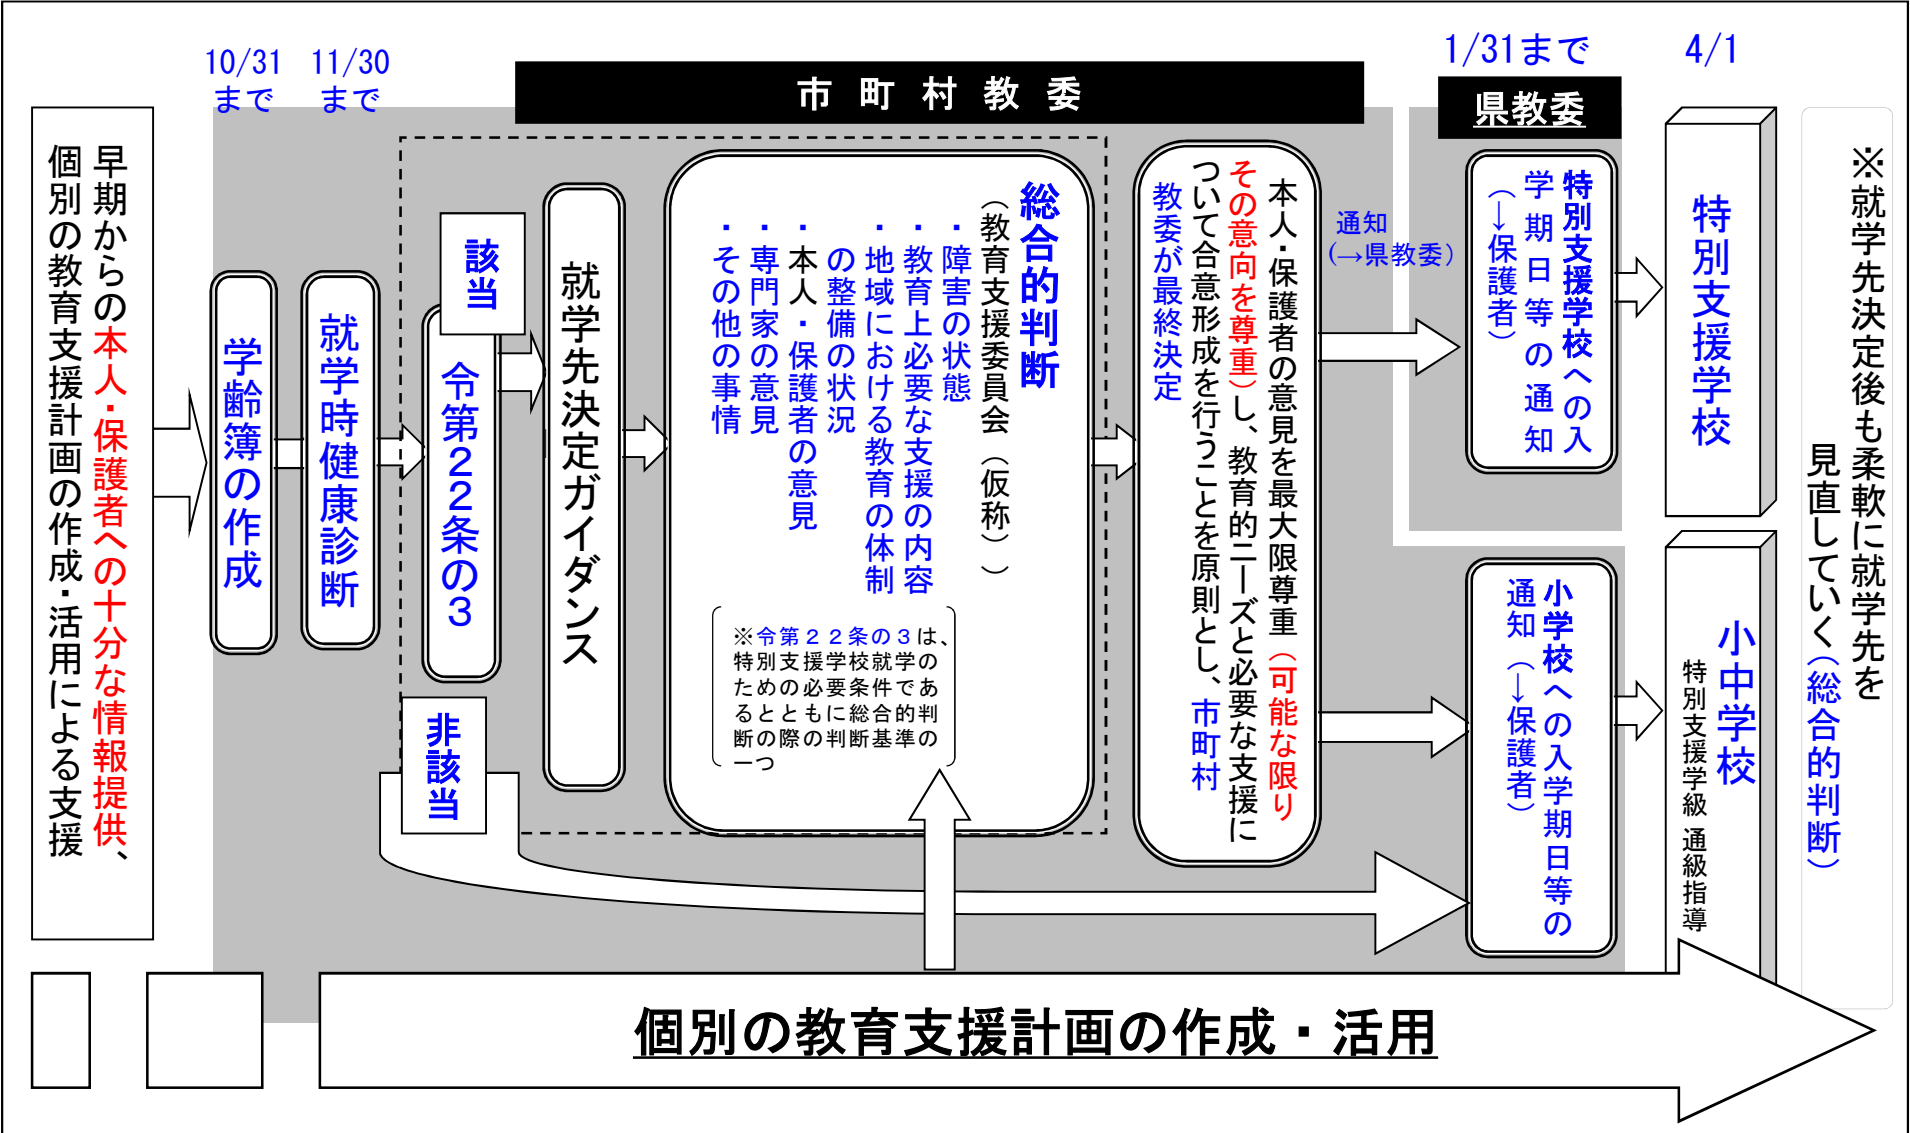 10/31
まで
11/30
まで
市町村教委
1/31まで
県教委
4/1
早期からの本人・保護者への十分な情報提供、
個別の教育支援計画の作成・活用による支援
学齢簿の作成
就学時健康診断
該当
令第２２条の３
非該当
就学先決定ガイダンス
総合的判断
（教育支援委員会（仮称））
・障害の状態
・教育上必要な支援の内容
・地域における教育の体制
の整備の状況
・本人・保護者の意見
・専門家の意見
・その他の事情
※令第２２条の３は、
特別支援学校就学の
ための必要条件であ
るとともに総合的判
断の際の判断基準の
一つ
本人・保護者の意見を最大限尊重（可能な限り
その意向を尊重）し、教育的ニーズと必要な支援に
ついて合意形成を行うことを原則とし、市町村
教委が最終決定
通知
(→県教委）
特別支援学校への入
学期日等の通知
（→保護者）
小学校への入学期日等の
通知（→保護者）
特別支援学校
小中学校
特別支援学級 通級指導
※就学先決定後も柔軟に就学先を
見直していく（総合的判断）
個別の教育支援計画の作成・活用